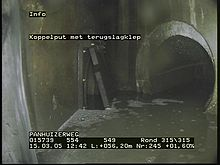 Info
Koppelput met terugslagklep
PANHUIZERWEG
015739 554 549 Rond 315\315
15.03.05 12:42 L+056,20m Nr:245 +01,60%